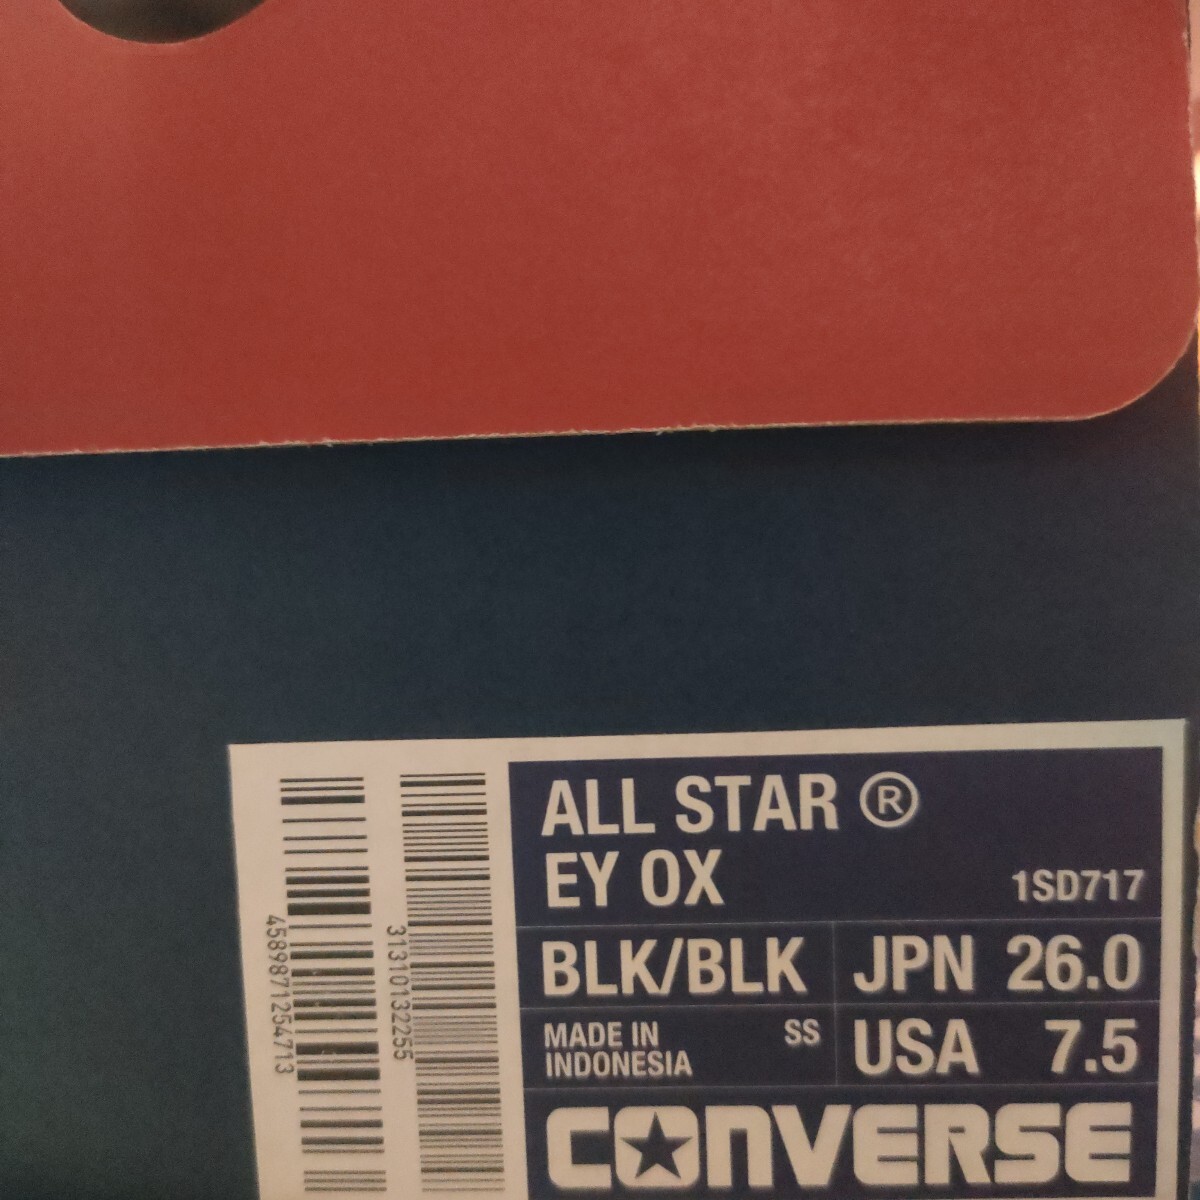 ALL STAR ®
EY OX 1SD717
BLK/BLK JPN 26.0
MADE IN INDONESIA SS USA 7.5
CONVERSE
4589871254713
31310132255